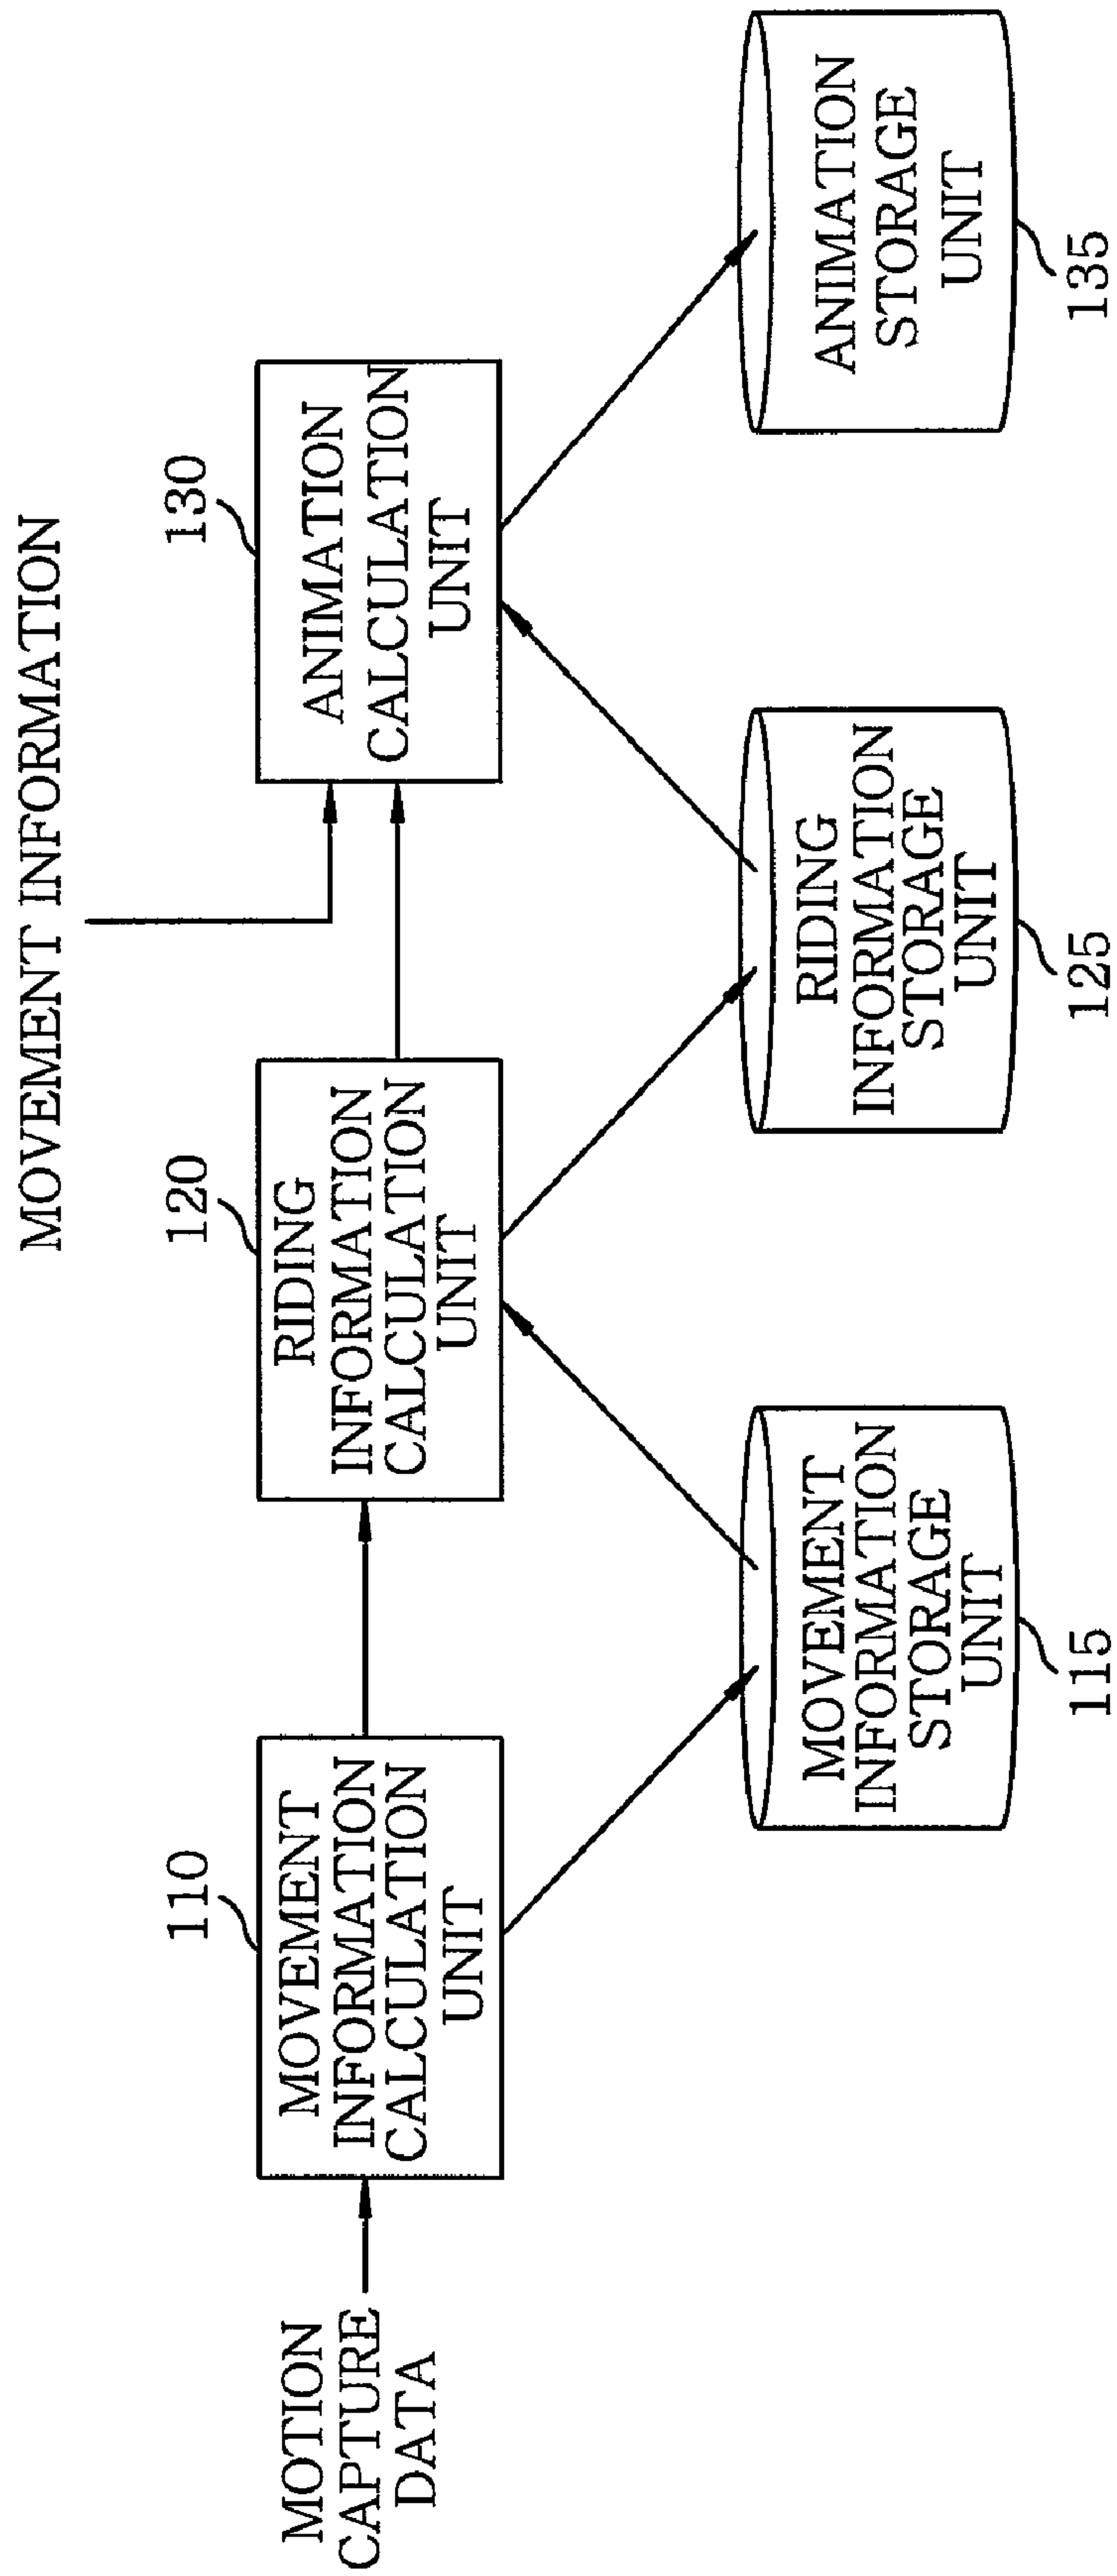 MOVEMENT INFORMATION
110
120
130
MOTION
CAPTURE
DATA
MOVEMENT
INFORMATION
CALCULATION
UNIT
RIDING
INFORMATION
CALCULATION
UNIT
ANIMATION
CALCULATION
UNIT
MOVEMENT
INFORMATION
STORAGE
UNIT
RIDING
INFORMATION
STORAGE
UNIT
ANIMATION
STORAGE
UNIT
115
125
135